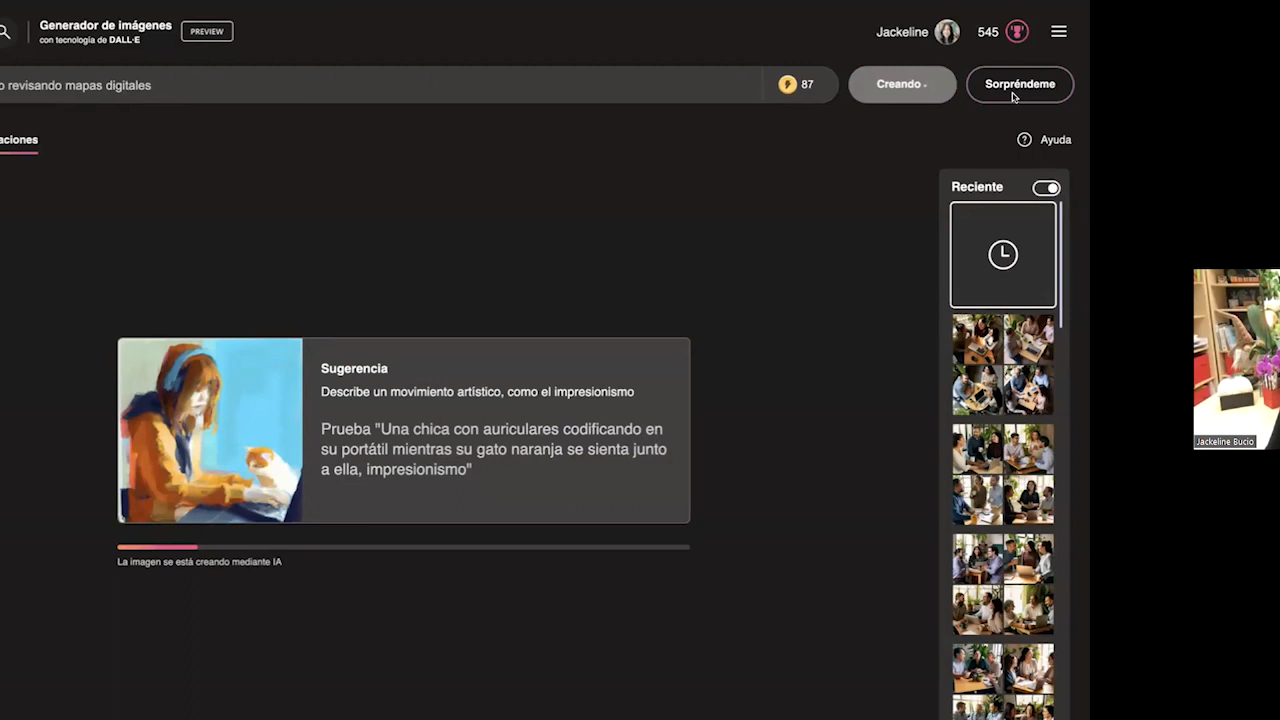 Generador de imágenes
con tecnología de DALL·E
PREVIEW
Jackeline
545
o revisando mapas digitales
87
Creando
Sorpréndeme
aciones
Ayuda
Reciente
Sugerencia
Describe un movimiento artístico, como el impresionismo
Prueba "Una chica con auriculares codificando en
su portátil mientras su gato naranja se sienta junto
a ella, impresionismo"
La imagen se está creando mediante IA
Jackeline Bucio